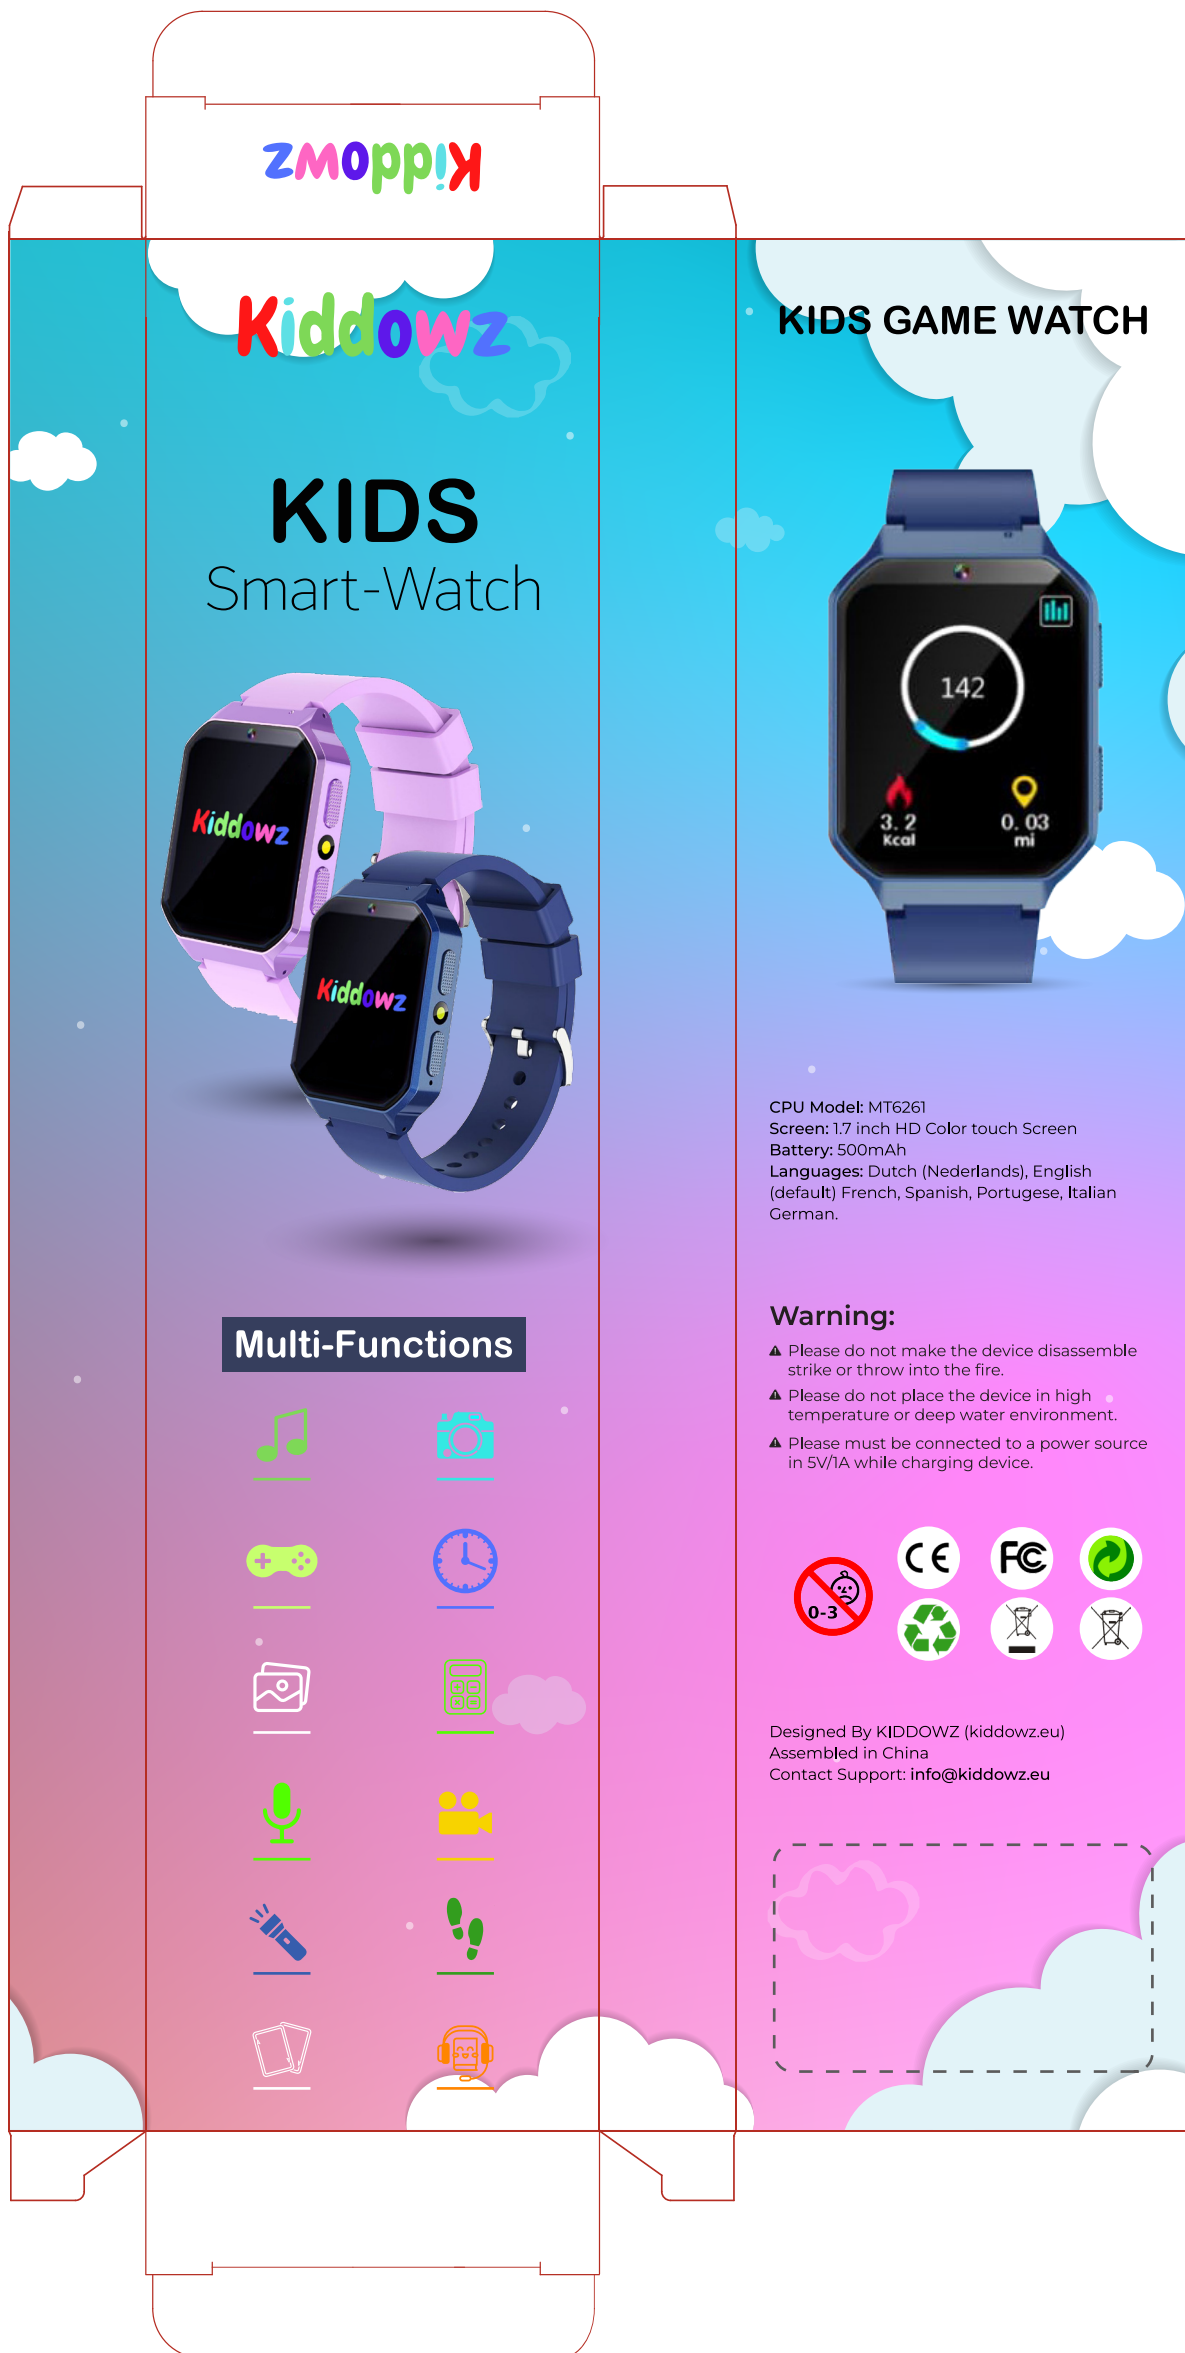 Kiddowz
Kiddowz
KIDS
Smart-Watch
Kiddowz
Kiddowz
Multi-Functions
KIDS GAME WATCH
142
3. 2
Kcal
0. 03
mi
CPU Model: MT6261
Screen: 1.7 inch HD Color touch Screen
Battery: 500mAh
Languages: Dutch (Nederlands), English
(default) French, Spanish, Portugese, Italian
German.
Warning:
Please do not make the device disassemble
strike or throw into the fire.
Please do not place the device in high
temperature or deep water environment.
Please must be connected to a power source
in 5V/1A while charging device.
0-3
CE
FC
Designed By KIDDOWZ (kiddowz.eu)
Assembled in China
Contact Support: info@kiddowz.eu